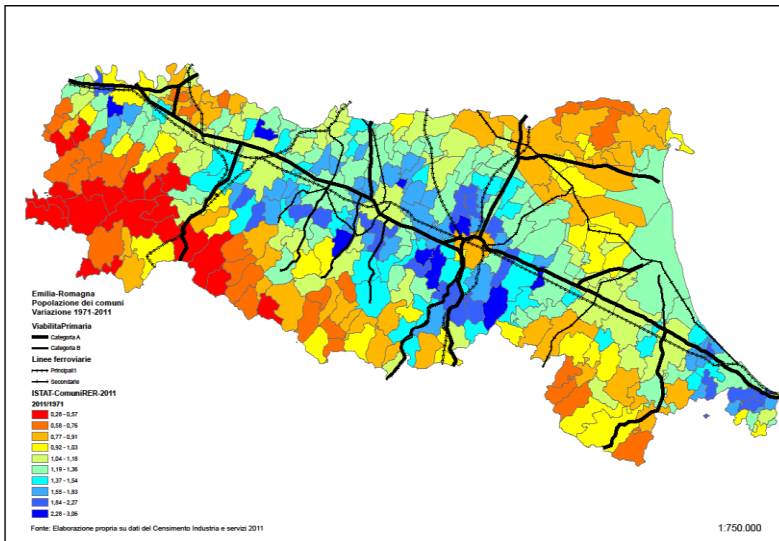 Emilia-Romagna
Popolazione dei comuni
Variazione 1971-2011
ViabilitaPrimaria
Categoria A
Categoria B
Linee ferroviarie
Principali1
Secondarie
ISTAT-ComuniRER-2011
2011/1971
0,28 - 0,57
0,58 - 0,76
0,77 - 0,91
0,92 - 1,03
1,04 - 1,18
1,19 - 1,36
1,37 - 1,54
1,55 - 1,83
1,84 - 2,27
2,28 - 3,06
Fonte: Elaborazione propria su dati del Censimento Industria e servizi 2011
1:750.000